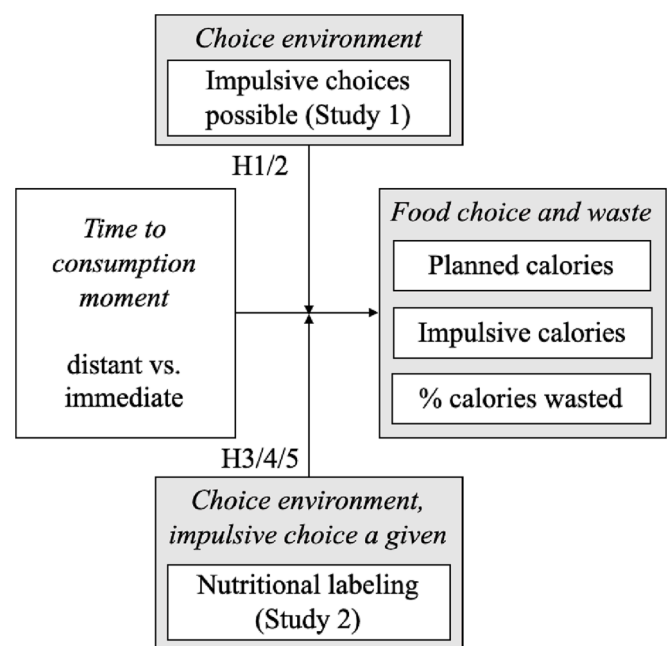 Choice environment
Impulsive choices
possible (Study 1)
H1/2
Time to
consumption
moment
distant vs.
immediate
Food choice and waste
Planned calories
Impulsive calories
% calories wasted
H3/4/5
Choice environment,
impulsive choice a given
Nutritional labeling
(Study 2)